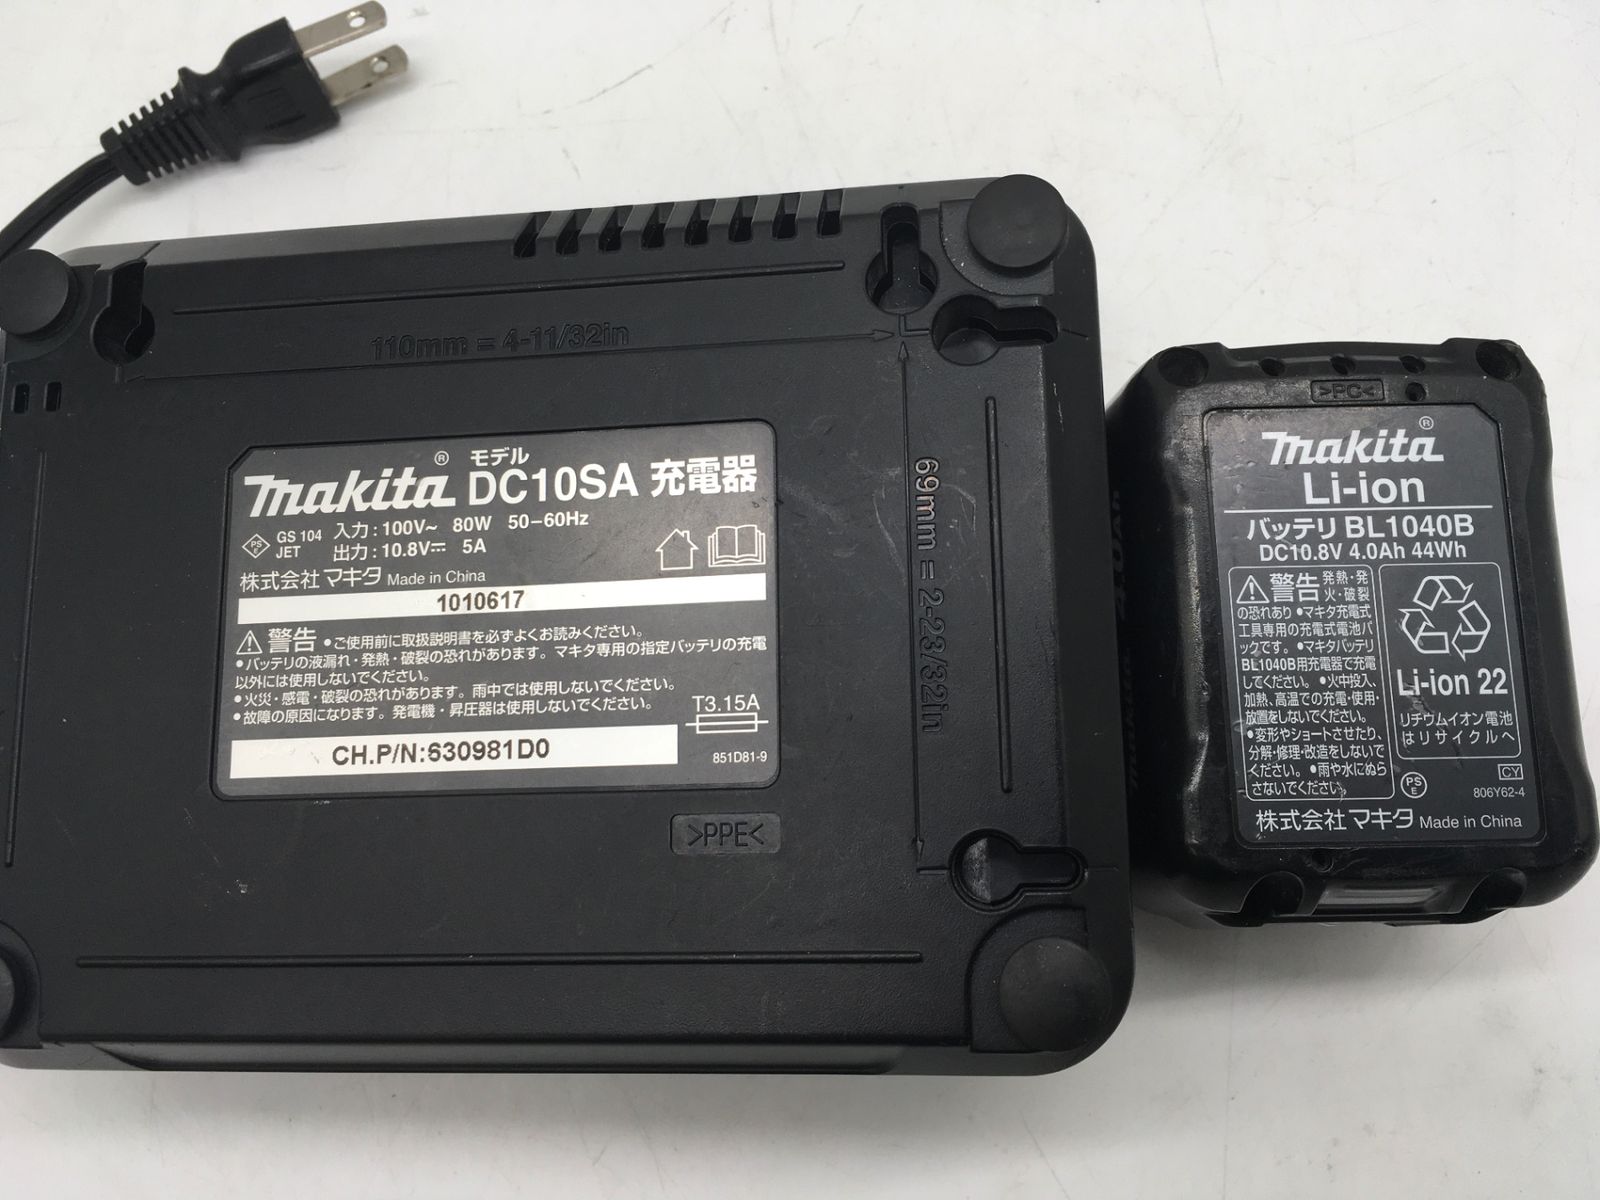 110mm = 4-11/32in
69mm = 2-23/32in
makita® モデル DC10SA 充電器
PSE GS 104 JET
入力:100V~ 80W 50-60Hz
出力:10.8V⎓ 5A
株式会社マキタ Made in China
1010617
⚠警告 ●ご使用前に取扱説明書を必ずよくお読みください。
●バッテリの液漏れ・発熱・破裂の恐れがあります。マキタ専用の指定バッテリの充電
以外には使用しないでください。
●火災・感電・破裂の恐れがあります。雨中では使用しないでください。
●故障の原因になります。発電機・昇圧器は使用しないでください。
T3.15A
CH.P/N:630981D0
851D81-9
>PPE<
>PC<
makita®
Li-ion
バッテリ BL1040B
DC10.8V 4.0Ah 44Wh
⚠警告 発熱・発
火・破裂
の恐れあり ●マキタ充電式
工具専用の充電式電池パ
ックです。●マキタバッテリ
BL1040B用充電器で充電
してください。●火中投入、
加熱、高温での充電・使用・
放置をしないでください。
●変形やショートさせたり、
分解・修理・改造をしないで
ください。●雨や水にぬら
さないでください。
Li-ion 22
リチウムイオン電池
はリサイクルへ
PSE
CY
806Y62-4
株式会社マキタ Made in China